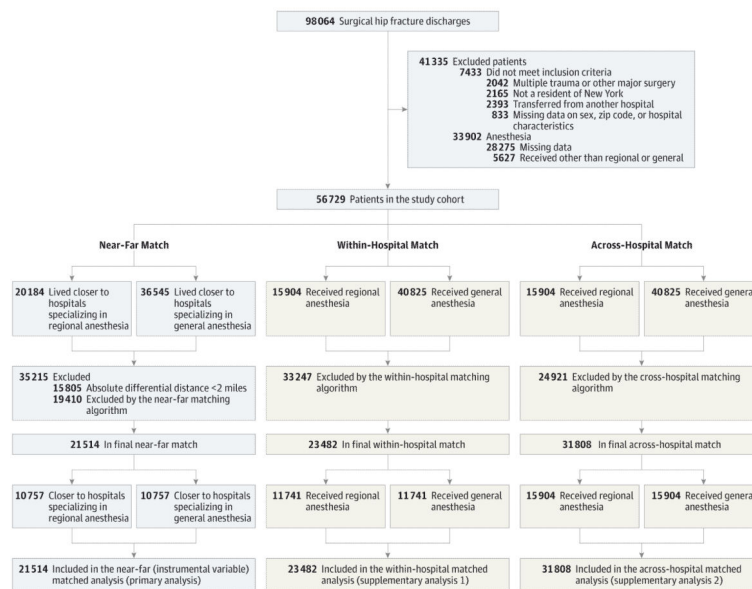 98064 Surgical hip fracture discharges
41335 Excluded patients
7433 Did not meet inclusion criteria
2042 Multiple trauma or other major surgery
2165 Not a resident of New York
2393 Transferred from another hospital
833 Missing data on sex, zip code, or hospital
characteristics
33902 Anesthesia
28275 Missing data
5627 Received other than regional or general
56729 Patients in the study cohort
Near-Far Match
Within-Hospital Match
Across-Hospital Match
20184 Lived closer to
hospitals
specializing in
regional anesthesia
36545 Lived closer to
hospitals
specializing in
general anesthesia
15904 Received regional
anesthesia
40825 Received general
anesthesia
15904 Received regional
anesthesia
40825 Received general
anesthesia
35215 Excluded
15805 Absolute differential distance <2 miles
19410 Excluded by the near-far matching
algorithm
33247 Excluded by the within-hospital matching
algorithm
24921 Excluded by the cross-hospital matching
algorithm
21514 In final near-far match
23482 In final within-hospital match
31808 In final across-hospital match
10757 Closer to hospitals
specializing in
regional anesthesia
10757 Closer to hospitals
specializing in
general anesthesia
11741 Received regional
anesthesia
11741 Received general
anesthesia
15904 Received regional
anesthesia
15904 Received general
anesthesia
21514 Included in the near-far (instrumental variable)
matched analysis (primary analysis)
23482 Included in the within-hospital matched
analysis (supplementary analysis 1)
31808 Included in the across-hospital matched
analysis (supplementary analysis 2)